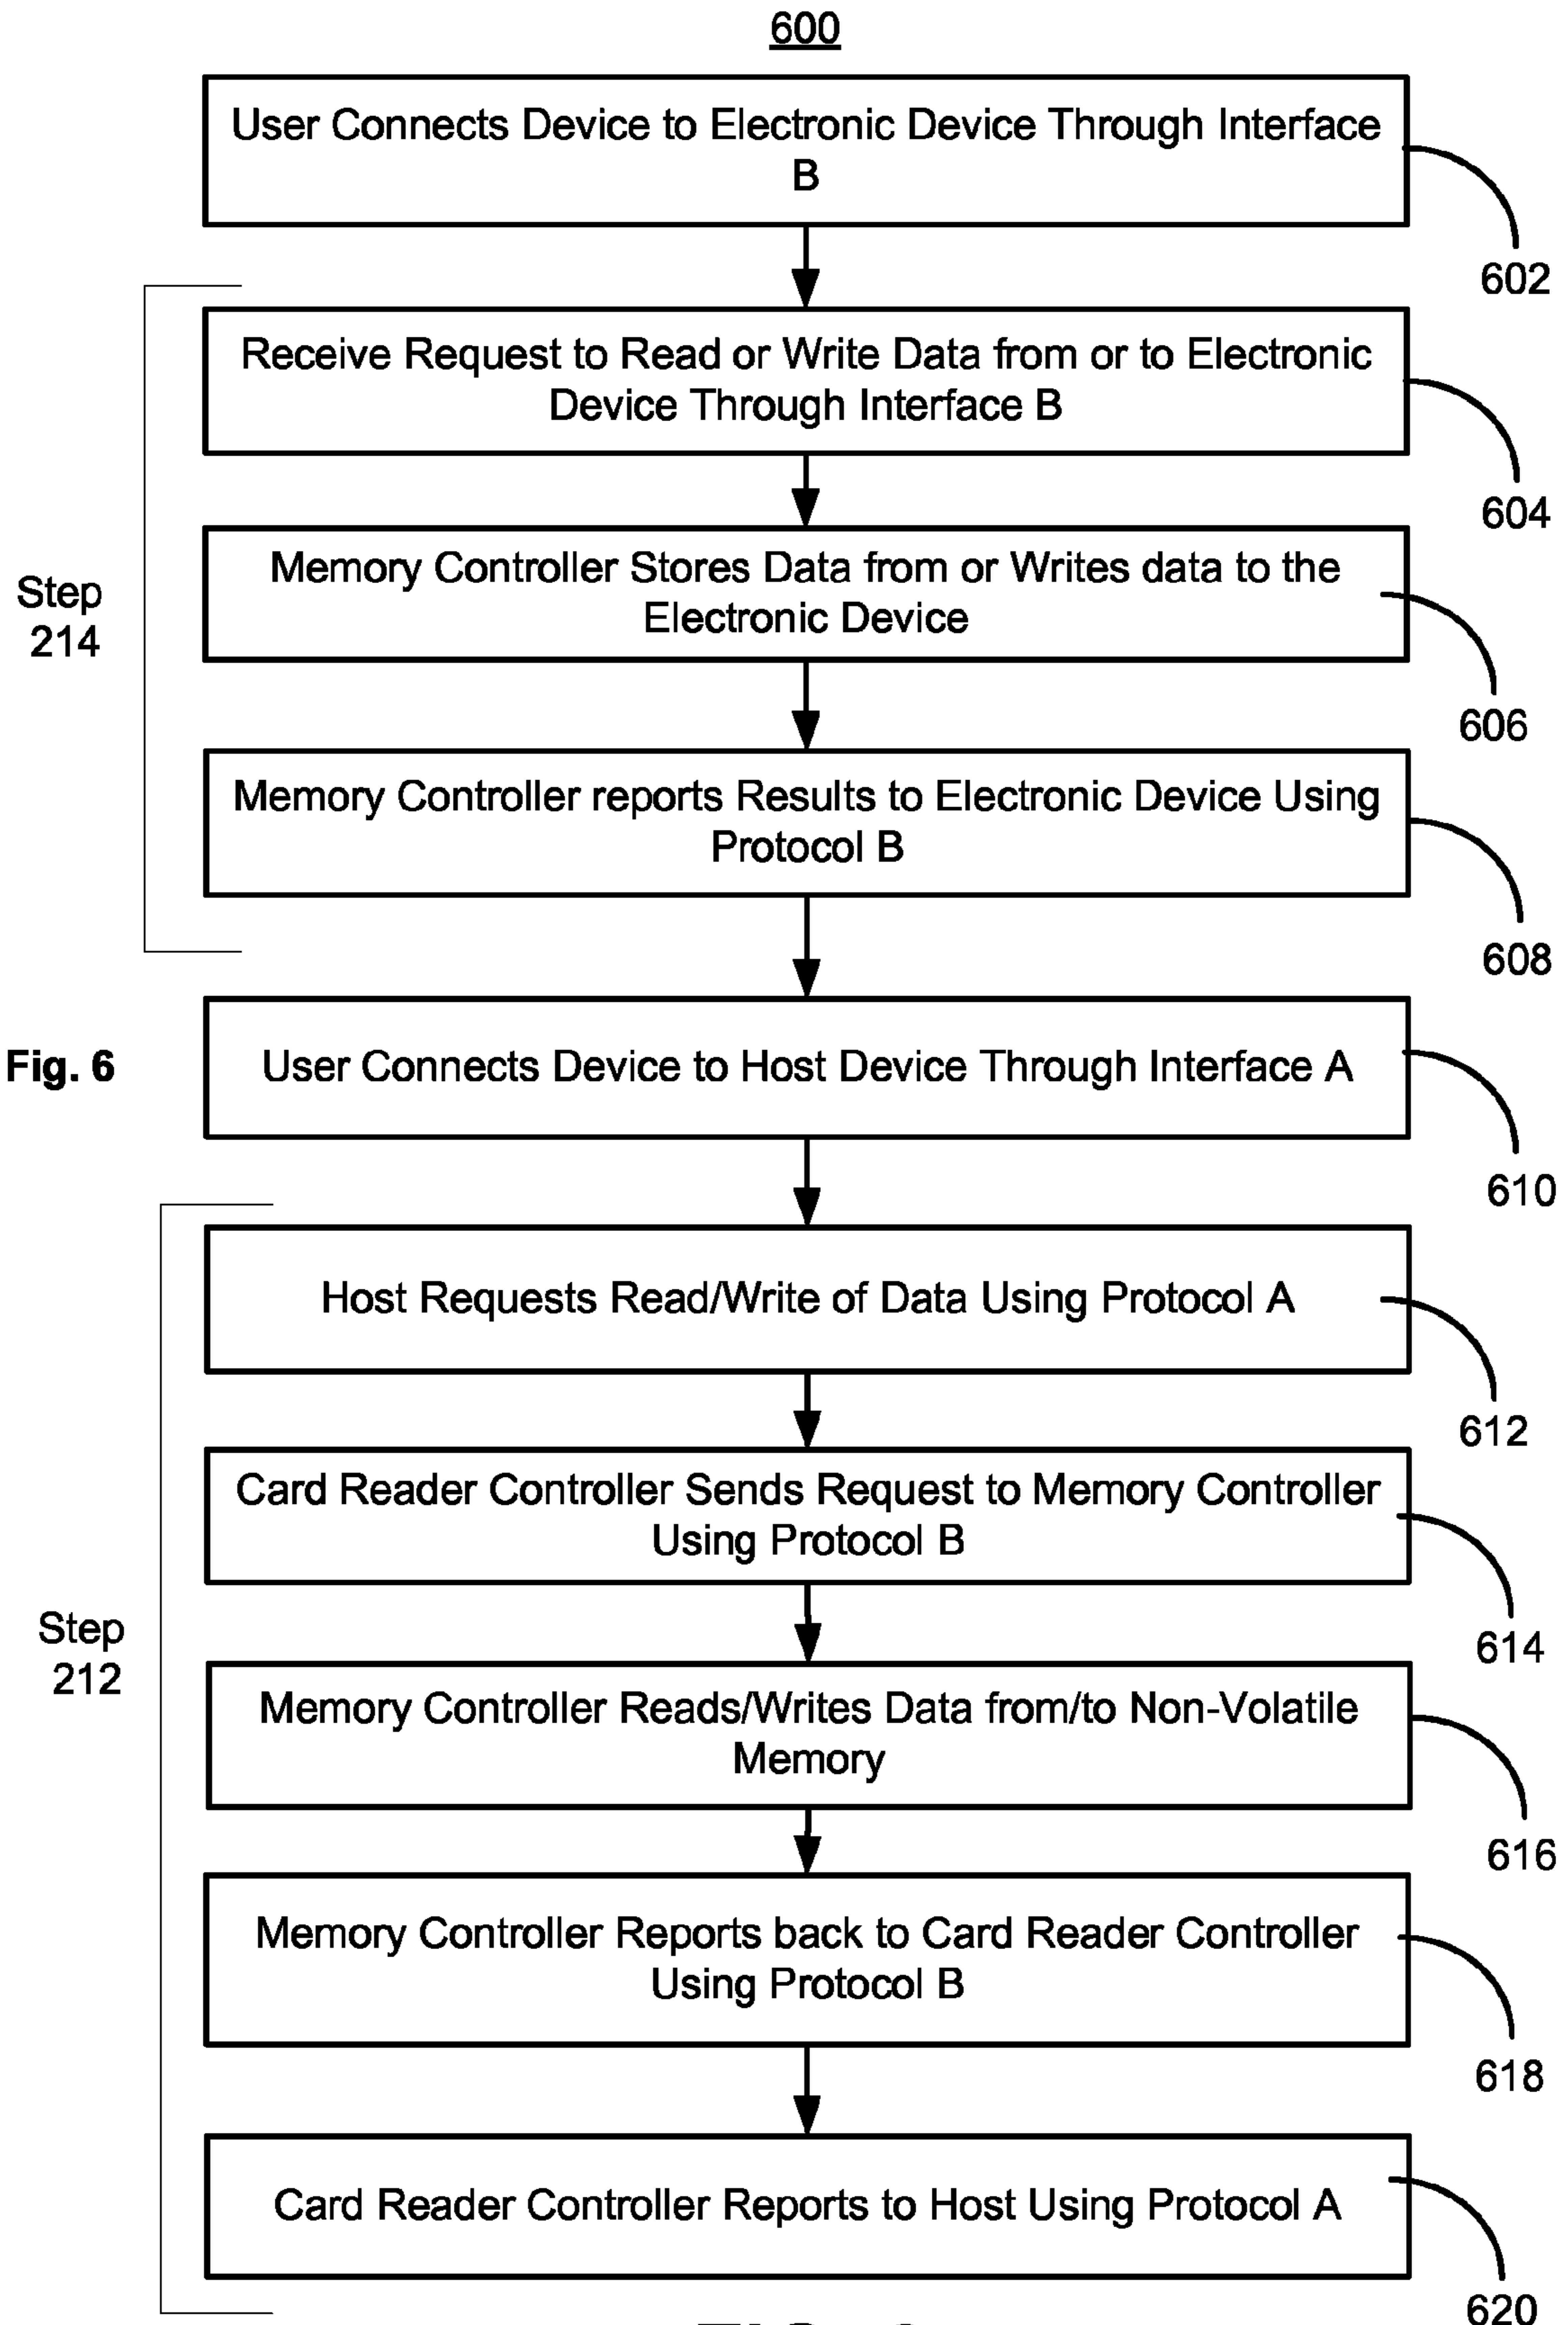 600
User Connects Device to Electronic Device Through Interface
B
602
Receive Request to Read or Write Data from or to Electronic
Device Through Interface B
604
Step
214
Memory Controller Stores Data from or Writes data to the
Electronic Device
606
Memory Controller reports Results to Electronic Device Using
Protocol B
608
Fig. 6
User Connects Device to Host Device Through Interface A
610
Host Requests Read/Write of Data Using Protocol A
612
Card Reader Controller Sends Request to Memory Controller
Using Protocol B
614
Step
212
Memory Controller Reads/Writes Data from/to Non-Volatile
Memory
616
Memory Controller Reports back to Card Reader Controller
Using Protocol B
618
Card Reader Controller Reports to Host Using Protocol A
620